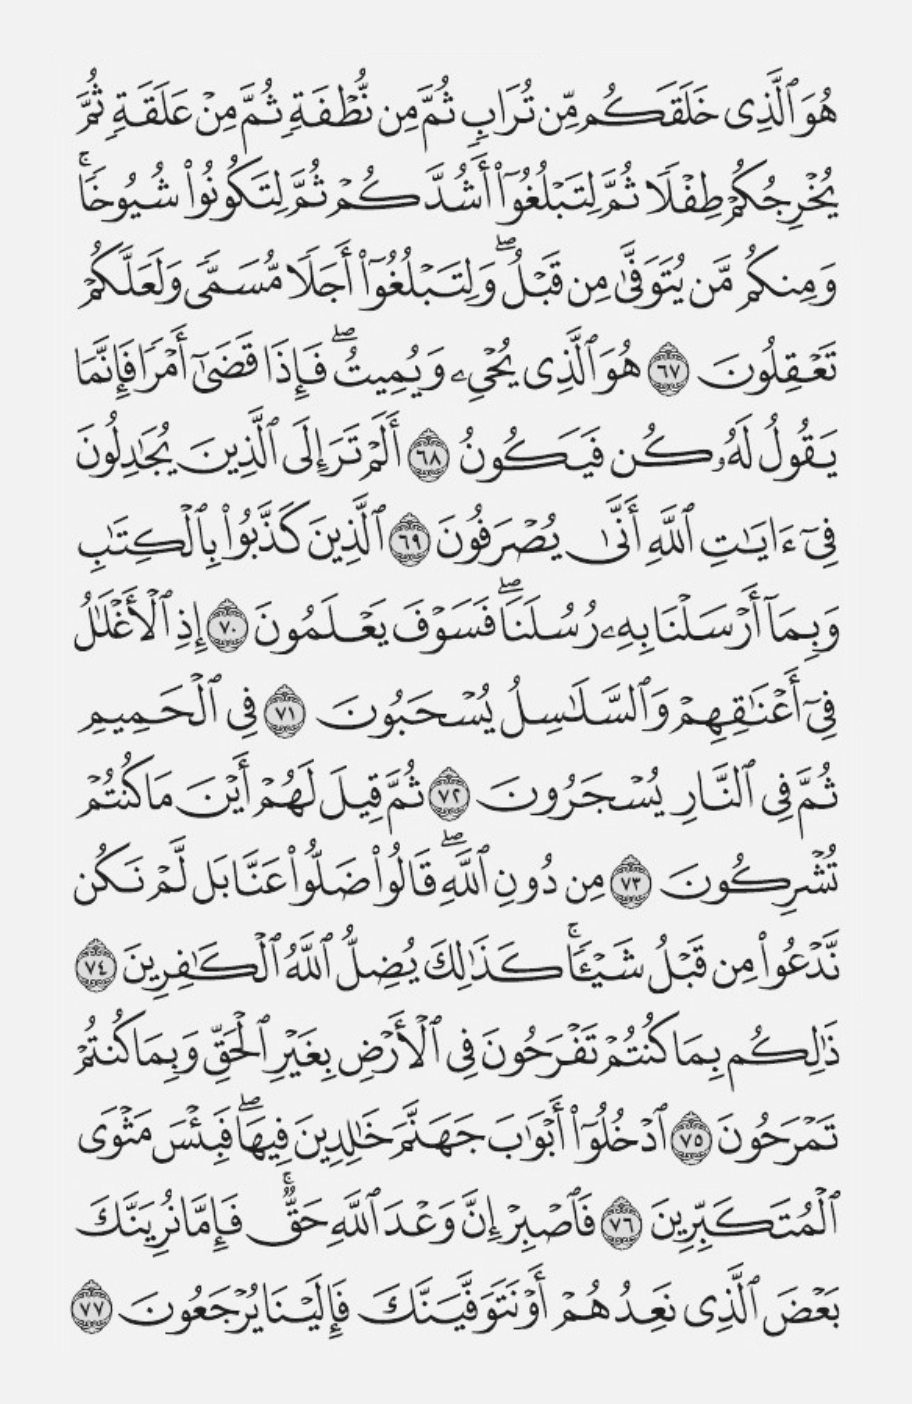 هُوَ ٱلَّذِى خَلَقَكُم مِّن تُرَابٍ ثُمَّ مِن نُّطْفَةٍ ثُمَّ مِنْ عَلَقَةٍ ثُمَّ
يُخْرِجُكُمْ طِفْلًا ثُمَّ لِتَبْلُغُوٓا۟ أَشُدَّكُمْ ثُمَّ لِتَكُونُوا۟ شُيُوخًا ۚ
وَمِنكُم مَّن يُتَوَفَّىٰ مِن قَبْلُ ۖ وَلِتَبْلُغُوٓا۟ أَجَلًا مُّسَمًّى وَلَعَلَّكُمْ
تَعْقِلُونَ ٦٧ هُوَ ٱلَّذِى يُحْىِۦ وَيُمِيتُ ۖ فَإِذَا قَضَىٰٓ أَمْرًا فَإِنَّمَا
يَقُولُ لَهُۥ كُن فَيَكُونُ ٦٨ أَلَمْ تَرَ إِلَى ٱلَّذِينَ يُجَٰدِلُونَ
فِىٓ ءَايَٰتِ ٱللَّهِ أَنَّىٰ يُصْرَفُونَ ٦٩ ٱلَّذِينَ كَذَّبُوا۟ بِٱلْكِتَٰبِ
وَبِمَآ أَرْسَلْنَا بِهِۦ رُسُلَنَا ۖ فَسَوْفَ يَعْلَمُونَ ٧٠ إِذِ ٱلْأَغْلَٰلُ
فِىٓ أَعْنَٰقِهِمْ وَٱلسَّلَٰسِلُ يُسْحَبُونَ ٧١ فِى ٱلْحَمِيمِ
ثُمَّ فِى ٱلنَّارِ يُسْجَرُونَ ٧٢ ثُمَّ قِيلَ لَهُمْ أَيْنَ مَا كُنتُمْ
تُشْرِكُونَ ٧٣ مِن دُونِ ٱللَّهِ ۖ قَالُوا۟ ضَلُّوا۟ عَنَّا بَل لَّمْ نَكُن
نَّدْعُوا۟ مِن قَبْلُ شَيْـًٔا ۚ كَذَٰلِكَ يُضِلُّ ٱللَّهُ ٱلْكَٰفِرِينَ ٧٤
ذَٰلِكُم بِمَا كُنتُمْ تَفْرَحُونَ فِى ٱلْأَرْضِ بِغَيْرِ ٱلْحَقِّ وَبِمَا كُنتُمْ
تَمْرَحُونَ ٧٥ ٱدْخُلُوٓا۟ أَبْوَٰبَ جَهَنَّمَ خَٰلِدِينَ فِيهَا ۖ فَبِئْسَ مَثْوَى
ٱلْمُتَكَبِّرِينَ ٧٦ فَٱصْبِرْ إِنَّ وَعْدَ ٱللَّهِ حَقٌّ ۚ فَإِمَّا نُرِيَنَّكَ
بَعْضَ ٱلَّذِى نَعِدُهُمْ أَوْ نَتَوَفَّيَنَّكَ فَإِلَيْنَا يُرْجَعُونَ ٧٧